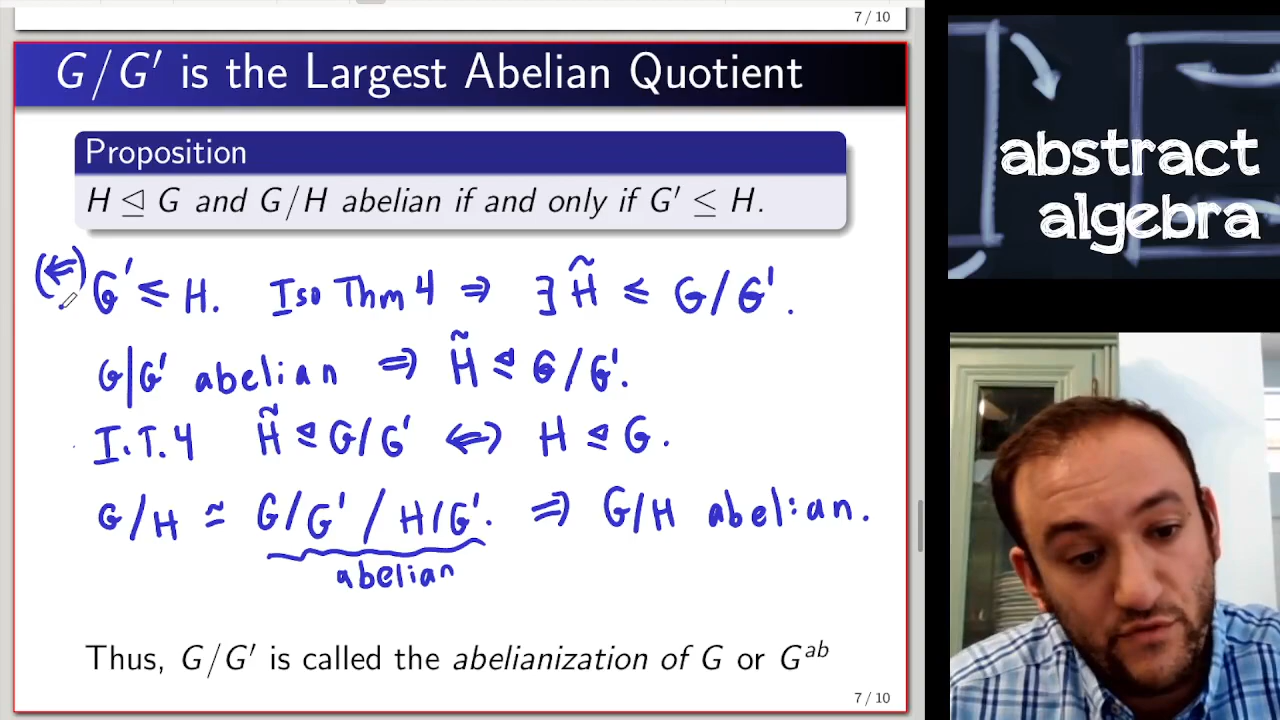 7 / 10
G/G′ is the Largest Abelian Quotient
Proposition
H ⊴ G and G/H abelian if and only if G′ ≤ H.
(⇐) G' ≤ H. Iso Thm 4 ⇒ ∃ H̃ ≤ G/G'.
G/G' abelian ⇒ H̃ ⊴ G/G'.
I.T.4 H̃ ⊴ G/G' ⇔ H ⊴ G.
G/H ≃ G/G' / H/G'. ⇒ G/H abelian.
abelian
Thus, G/G′ is called the abelianization of G or G^ab
7 / 10
abstract
algebra